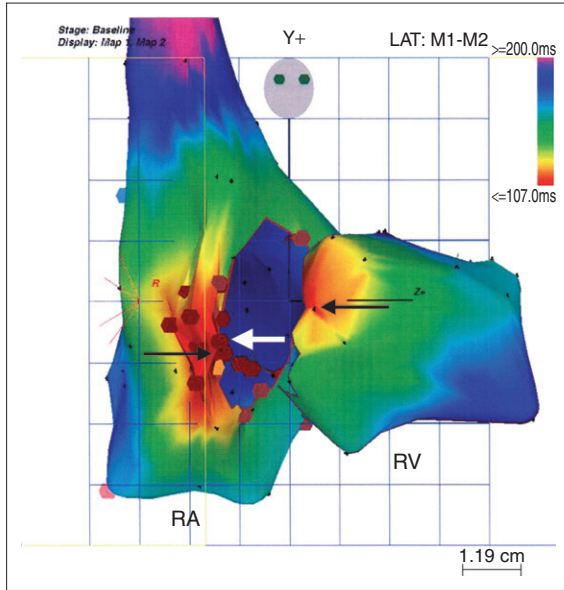 Stage: Baseline
Display: Map 1, Map 2
Y+
LAT: M1-M2
>=200.0ms
<=107.0ms
R
Z+
RV
RA
1.19 cm